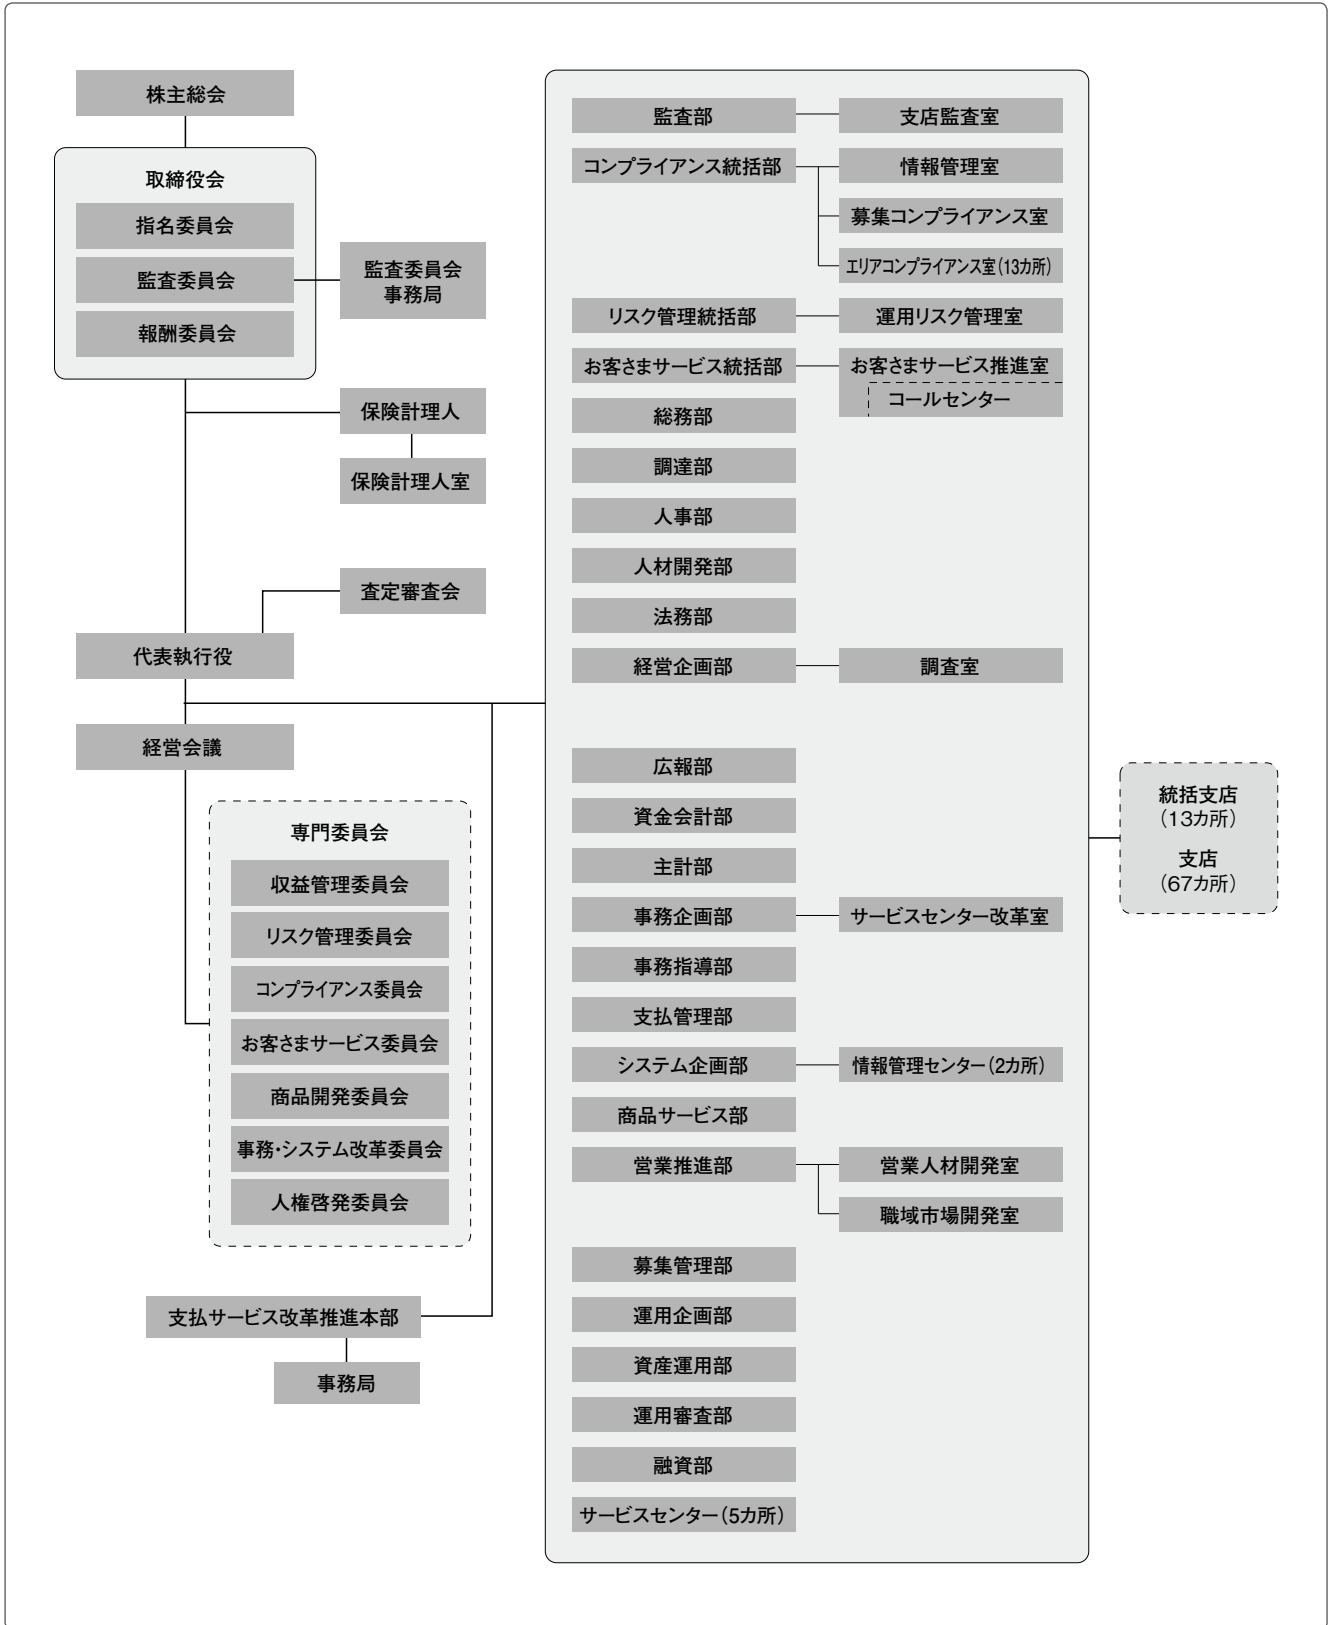 株主総会
取締役会
指名委員会
監査委員会
報酬委員会
監査委員会
事務局
保険計理人
保険計理人室
査定審査会
代表執行役
経営会議
専門委員会
収益管理委員会
リスク管理委員会
コンプライアンス委員会
お客さまサービス委員会
商品開発委員会
事務・システム改革委員会
人権啓発委員会
支払サービス改革推進本部
事務局
監査部
支店監査室
コンプライアンス統括部
情報管理室
募集コンプライアンス室
エリアコンプライアンス室(13カ所)
リスク管理統括部
運用リスク管理室
お客さまサービス統括部
お客さまサービス推進室
コールセンター
総務部
調達部
人事部
人材開発部
法務部
経営企画部
調査室
広報部
資金会計部
主計部
事務企画部
サービスセンター改革室
事務指導部
支払管理部
システム企画部
情報管理センター(2カ所)
商品サービス部
営業推進部
営業人材開発室
職域市場開発室
募集管理部
運用企画部
資産運用部
運用審査部
融資部
サービスセンター(5カ所)
統括支店
(13カ所)
支店
(67カ所)